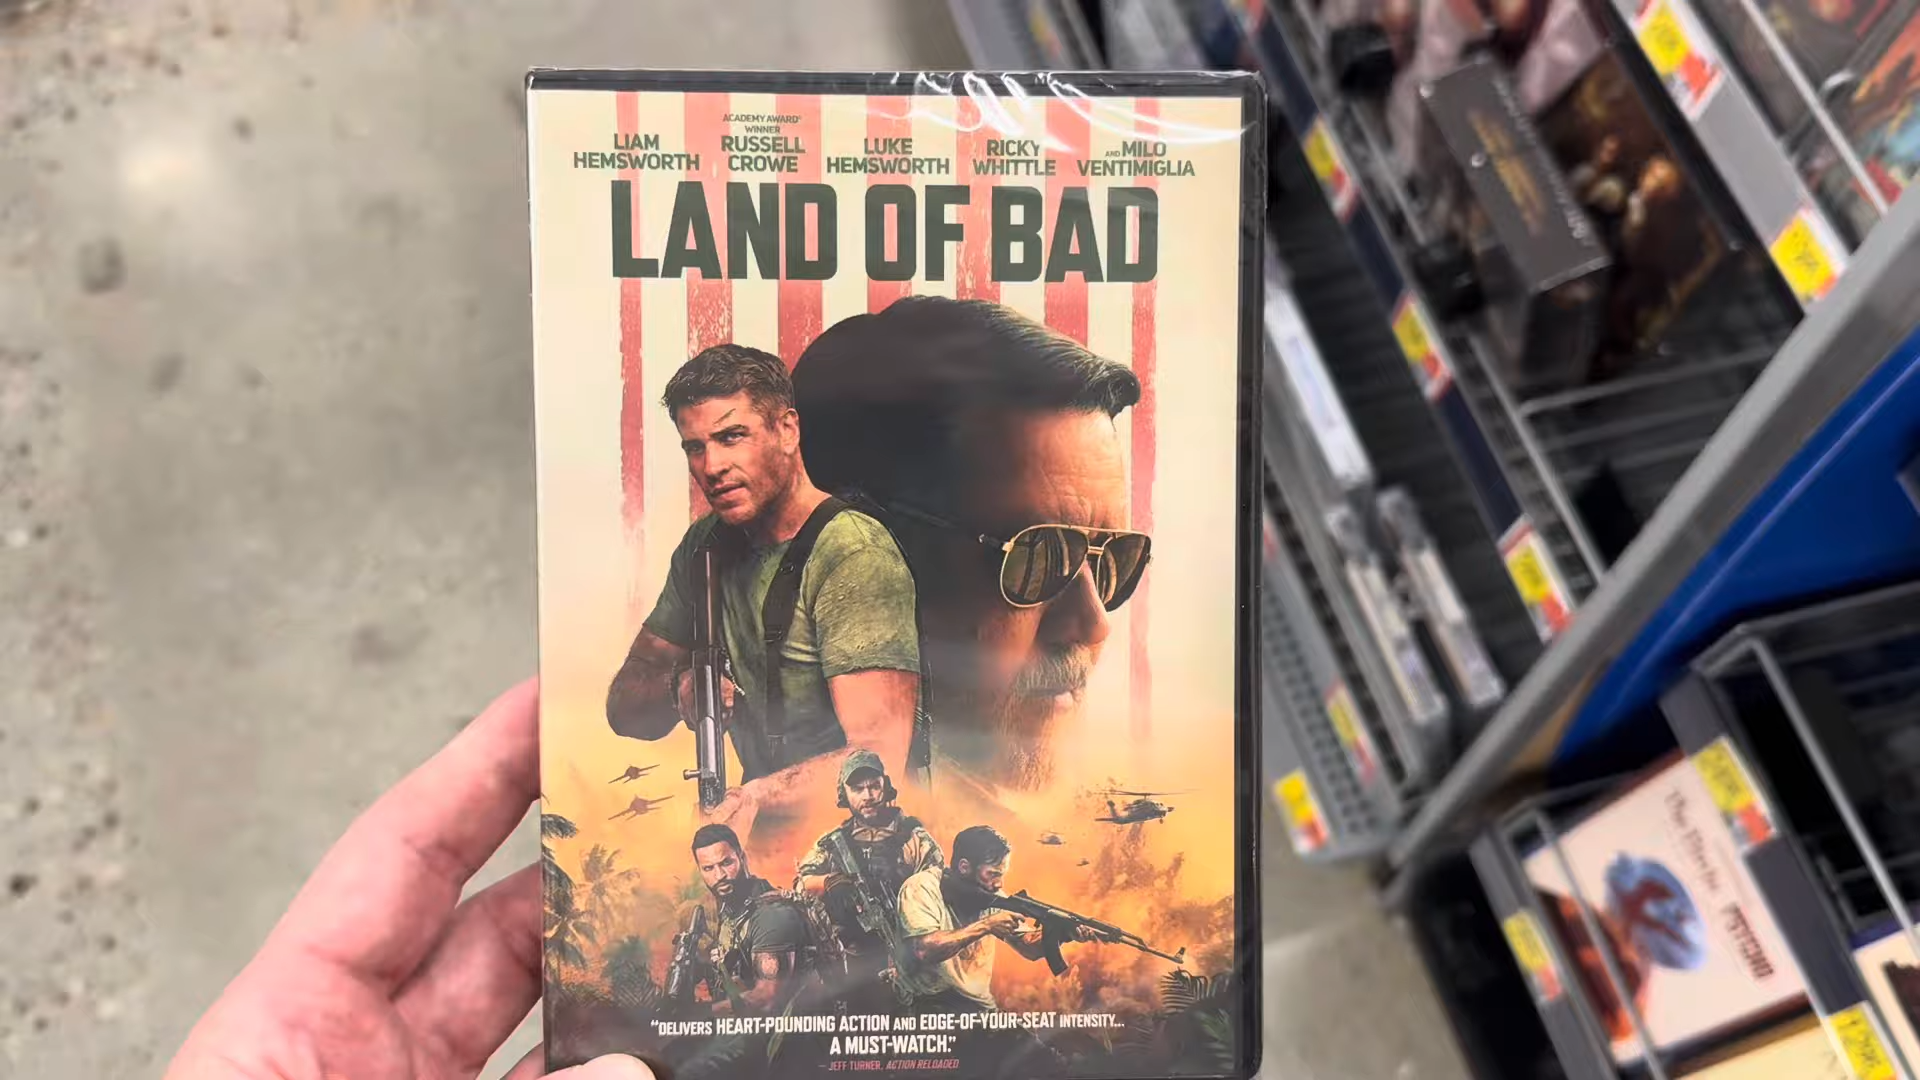 ACADEMY AWARD®
WINNER
LIAM
HEMSWORTH
RUSSELL
CROWE
LUKE
HEMSWORTH
RICKY
WHITTLE
AND MILO
VENTIMIGLIA
LAND OF BAD
"DELIVERS HEART-POUNDING ACTION AND EDGE-OF-YOUR-SEAT INTENSITY...
A MUST-WATCH."
– JEFF TURNER, ACTION RELOADED